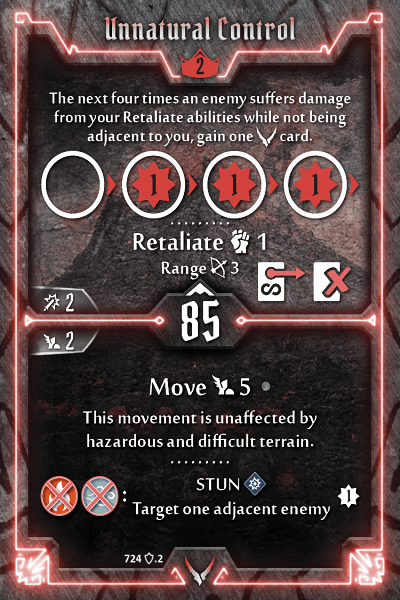 Unnatural Control
2
The next four times an enemy suffers damage
from your Retaliate abilities while not being
adjacent to you, gain one card.
1 1 1
Retaliate 1
Range 3
S
2
85
2
Move 5
This movement is unaffected by
hazardous and difficult terrain.
: STUN
Target one adjacent enemy 1
724 .2